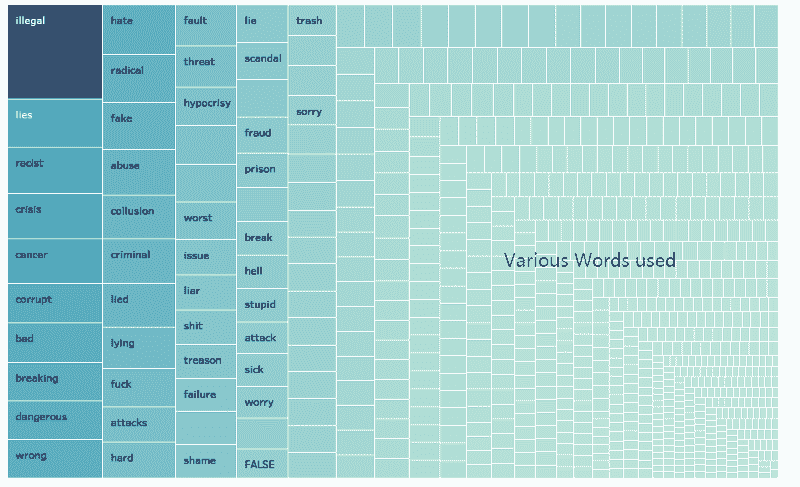 illegal
lies
racist
crisis
cancer
corrupt
bad
breaking
dangerous
wrong
hate
radical
fake
abuse
collusion
criminal
lied
lying
fuck
attacks
hard
fault
threat
hypocrisy
worst
issue
liar
shit
treason
failure
shame
lie
scandal
fraud
prison
break
hell
stupid
attack
sick
worry
FALSE
trash
sorry
Various Words used